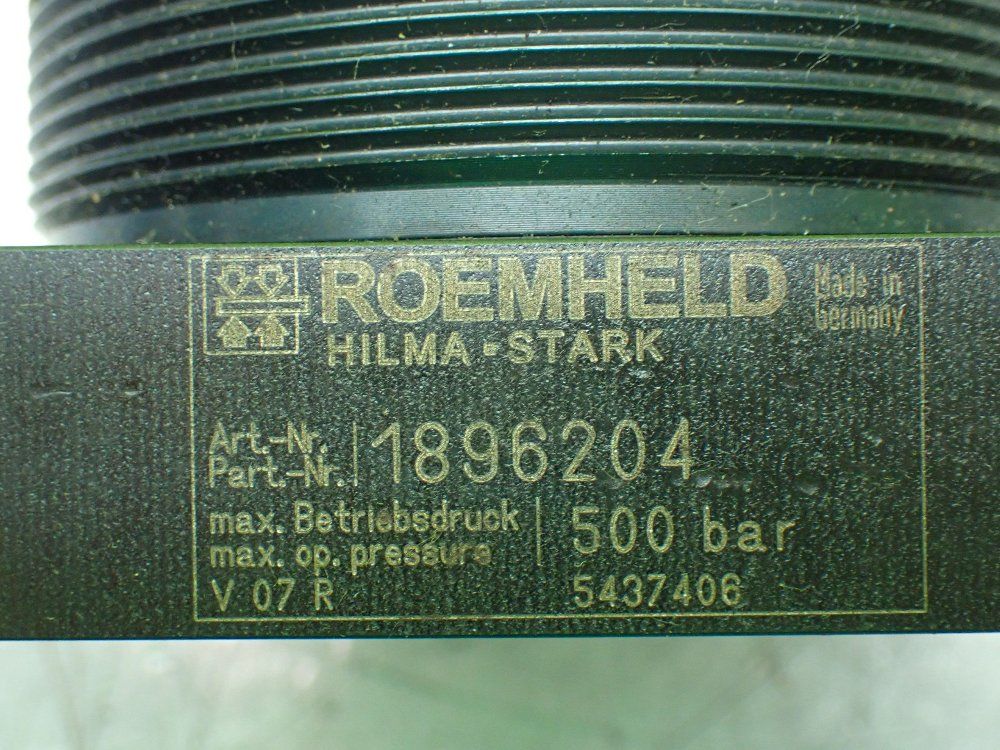 ROEMHELD
HILMA ▪ STARK
Made in
Germany
Art.-Nr.
Part.-Nr.
1896204
max. Betriebsdruck
max. op. pressure
500 bar
V 07 R
5437406